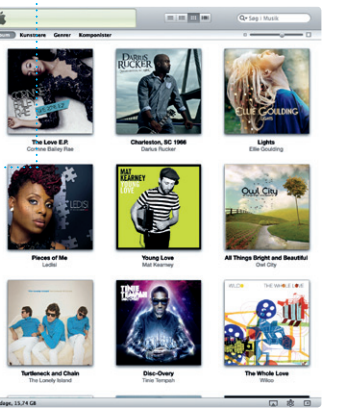 Søg i Musik
Kunstnere Genrer Komponister
The Love E.P.
Corinne Bailey Rae
DARIUS
RUCKER
Charleston, SC 1966
Darius Rucker
ELLIE GOULDING
LIGHTS
Lights
Ellie Goulding
LEDISI
Pieces of Me
Ledisi
MAT
KEARNEY
YOUNG
LOVE
Young Love
Mat Kearney
Owl City
All Things Bright and Beautiful
Owl City
Turtleneck and Chain
The Lonely Island
TINIE
TEMPAH
DISC-OVERY
Disc-Overy
Tinie Tempah
WILCO THE WHOLE LOVE
The Whole Love
Wilco
dage, 15,74 GB